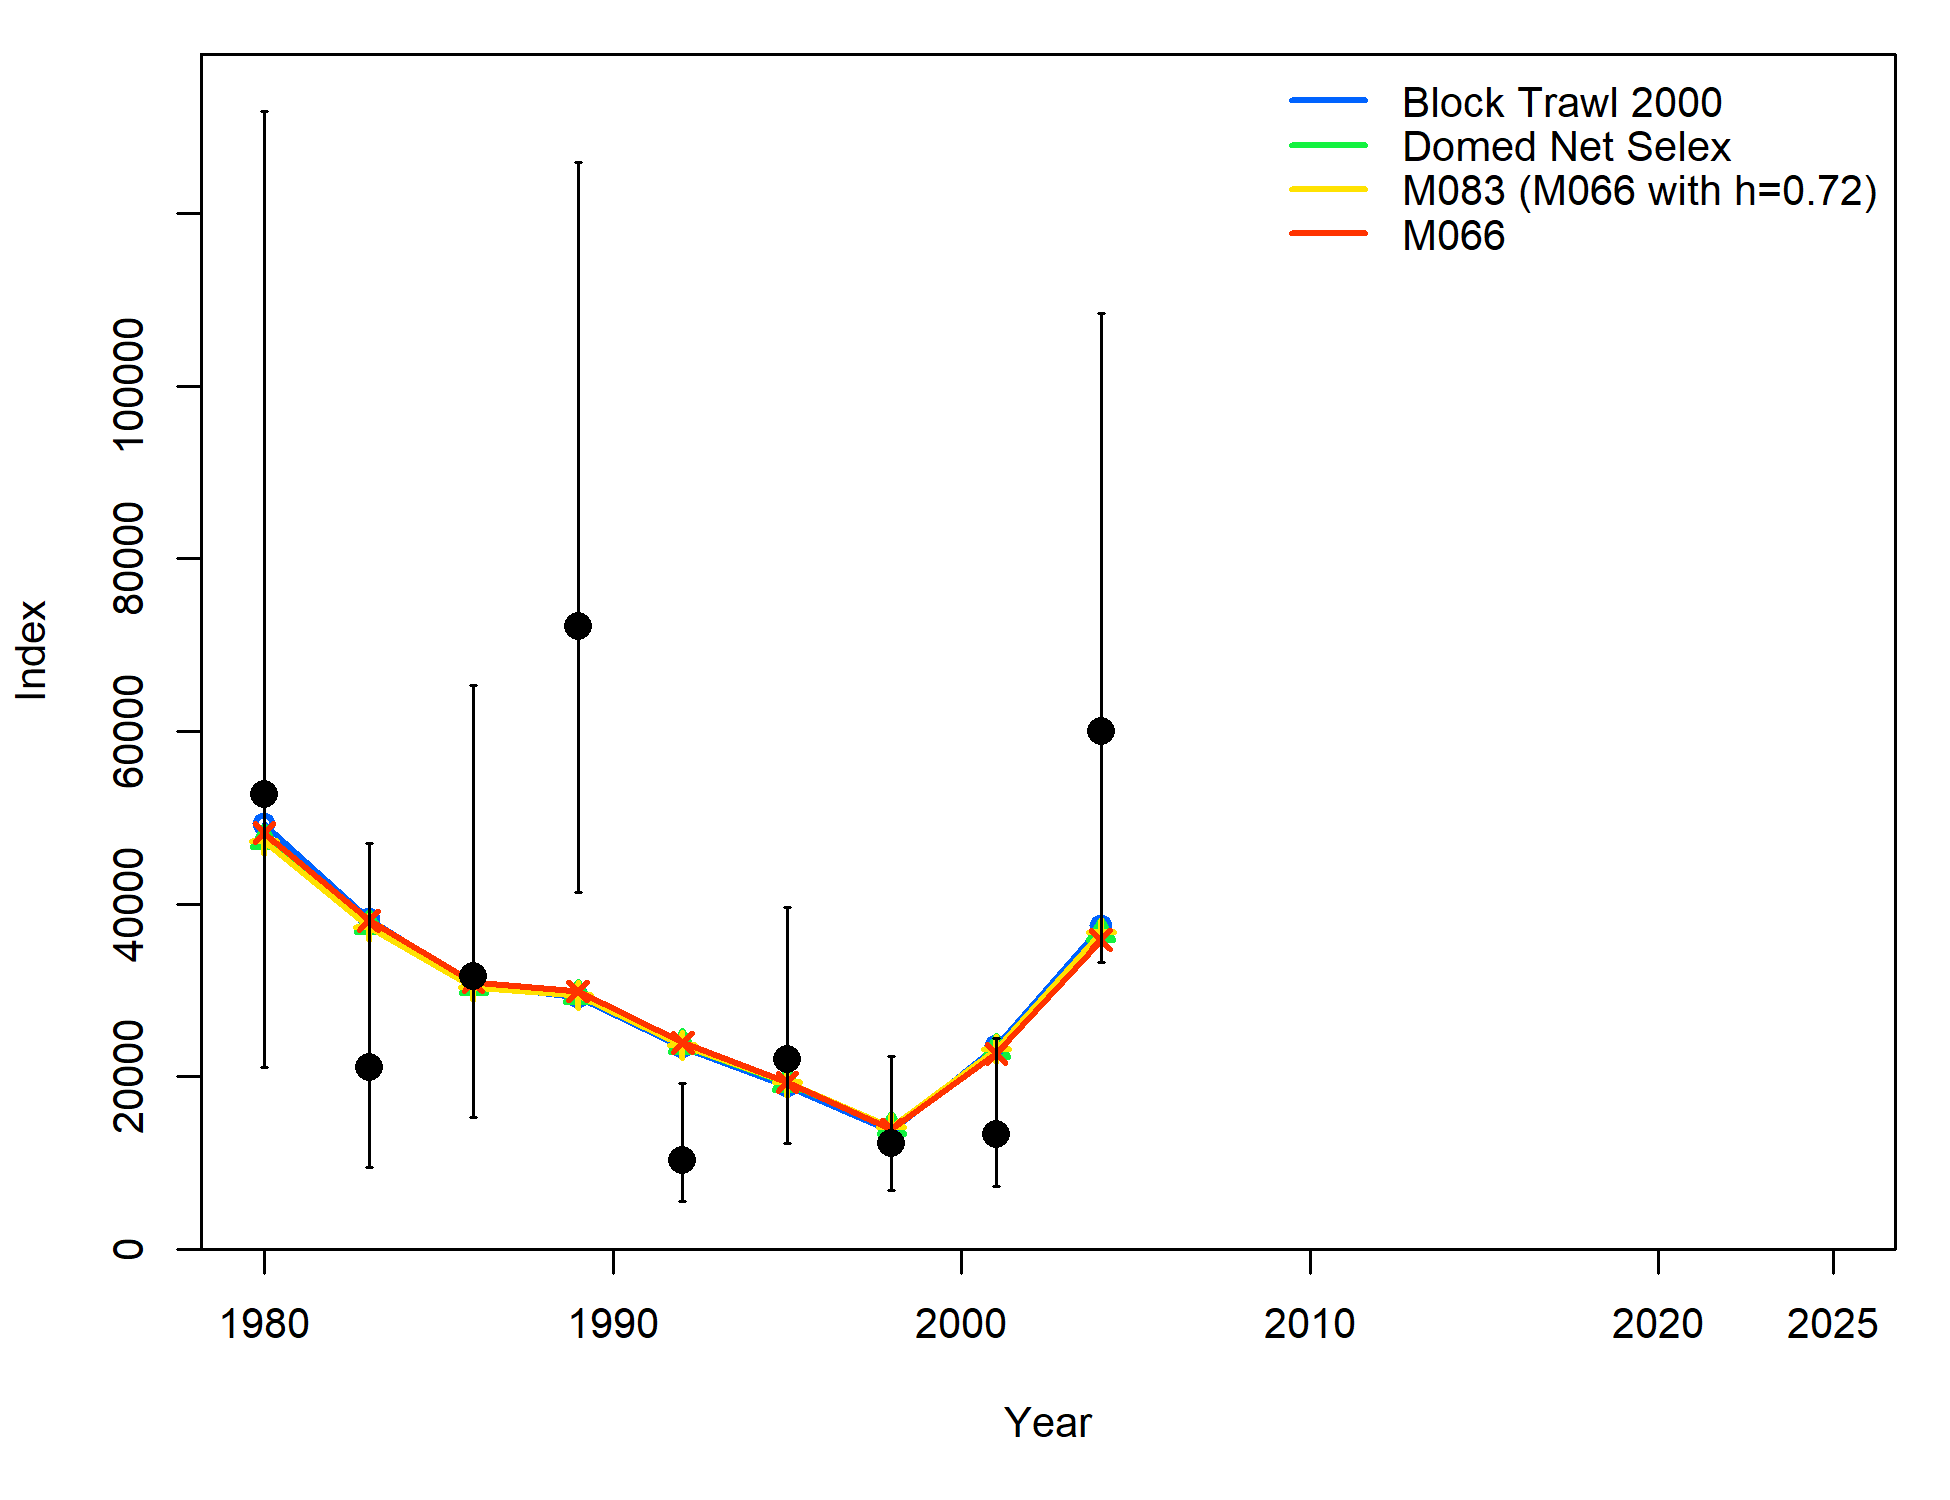 Block Trawl 2000
Domed Net Selex
M083 (M066 with h=0.72)
M066
Index
100000
80000
60000
40000
20000
0
1980
1990
2000
2010
2020
2025
Year